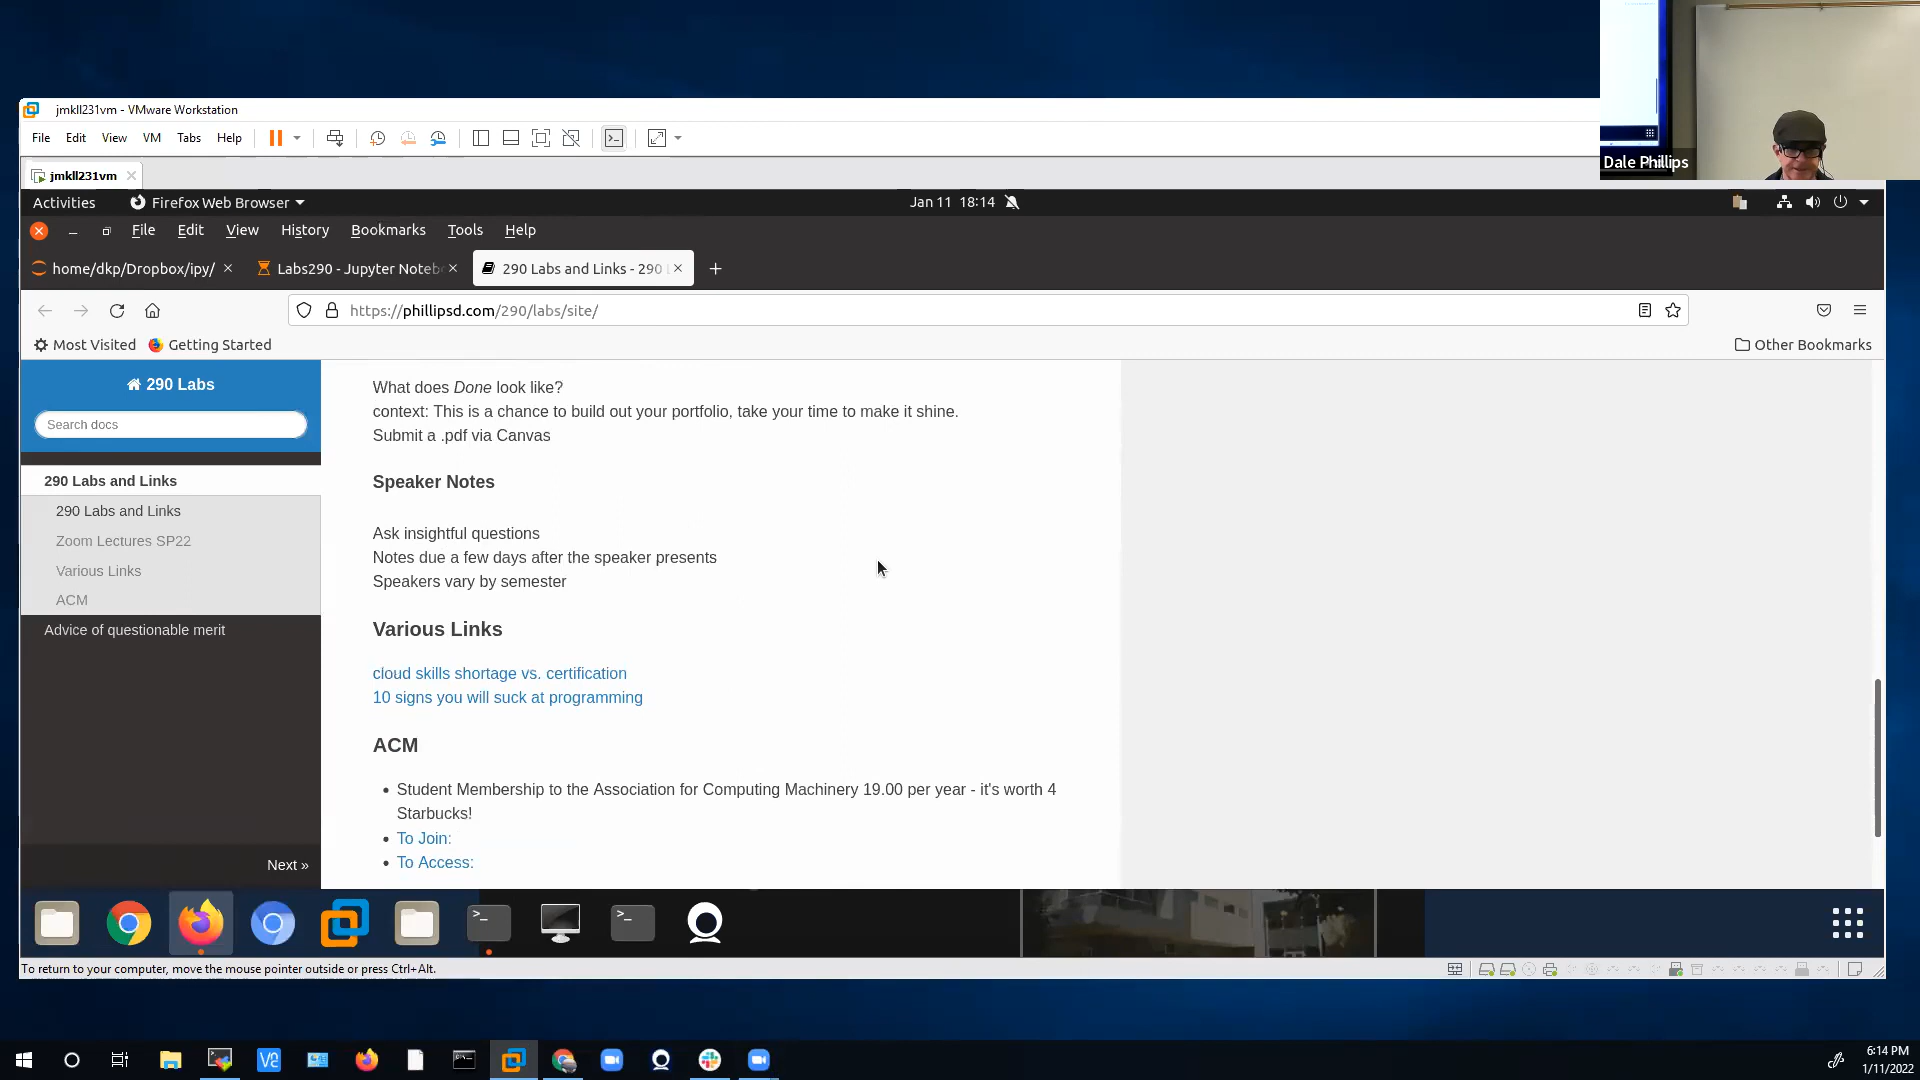 jmkll231vm - VMware Workstation
File Edit View VM Tabs Help
Dale Phillips
jmkll231vm
Activities Firefox Web Browser Jan 11 18:14
File Edit View History Bookmarks Tools Help
home/dkp/Dropbox/ipy/ Labs290 - Jupyter Noteb 290 Labs and Links - 290
https://phillipsd.com/290/labs/site/
Most Visited Getting Started Other Bookmarks
290 Labs
Search docs
290 Labs and Links
290 Labs and Links
Zoom Lectures SP22
Various Links
ACM
Advice of questionable merit
Next »
What does Done look like?
context: This is a chance to build out your portfolio, take your time to make it shine.
Submit a .pdf via Canvas
Speaker Notes
Ask insightful questions
Notes due a few days after the speaker presents
Speakers vary by semester
Various Links
cloud skills shortage vs. certification
10 signs you will suck at programming
ACM
Student Membership to the Association for Computing Machinery 19.00 per year - it's worth 4
Starbucks!
To Join:
To Access:
To return to your computer, move the mouse pointer outside or press Ctrl+Alt.
6:14 PM
1/11/2022